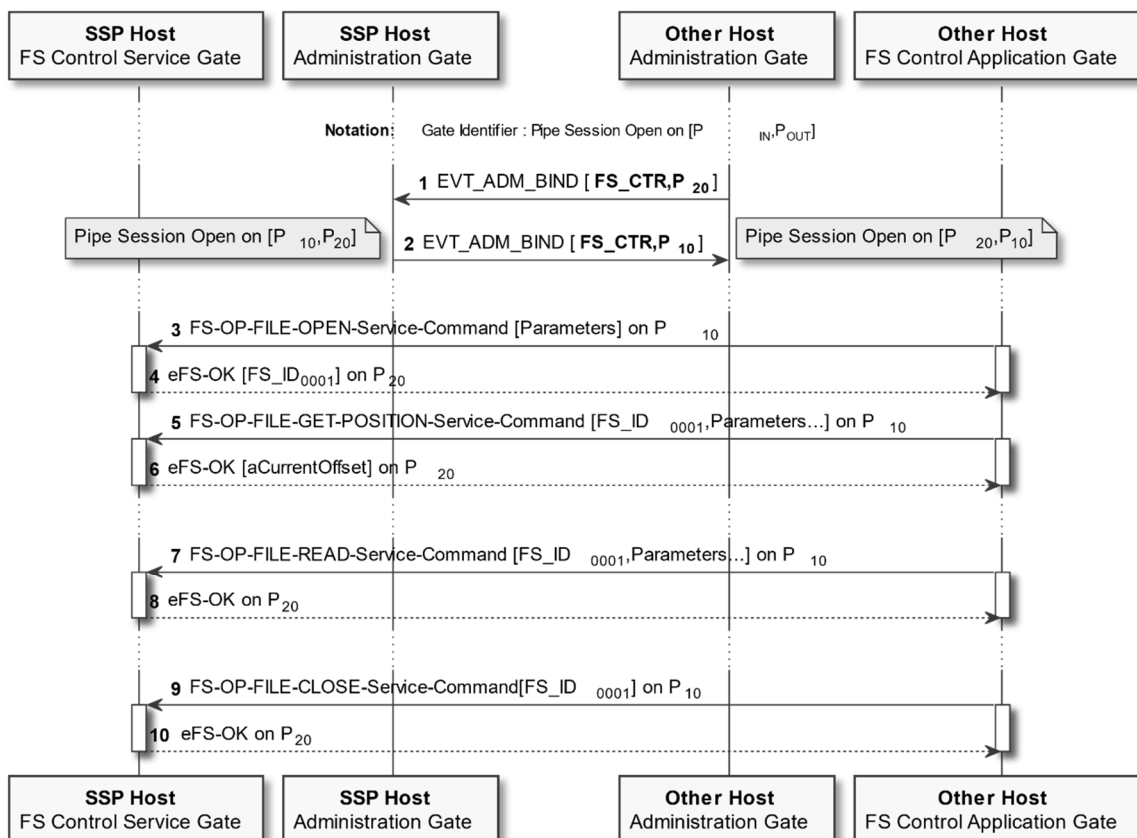 SSP Host
FS Control Service Gate
SSP Host
Administration Gate
Other Host
Administration Gate
Other Host
FS Control Application Gate
Notation: Gate Identifier : Pipe Session Open on [P IN,POUT]
1 EVT_ADM_BIND [ FS_CTR,P 20 ]
Pipe Session Open on [P 10,P20]
2 EVT_ADM_BIND [ FS_CTR,P 10 ]
Pipe Session Open on [P 20,P10]
3 FS-OP-FILE-OPEN-Service-Command [Parameters] on P 10
4 eFS-OK [FS_ID0001] on P20
5 FS-OP-FILE-GET-POSITION-Service-Command [FS_ID 0001,Parameters...] on P 10
6 eFS-OK [aCurrentOffset] on P 20
7 FS-OP-FILE-READ-Service-Command [FS_ID 0001,Parameters...] on P 10
8 eFS-OK on P20
9 FS-OP-FILE-CLOSE-Service-Command[FS_ID 0001] on P10
10 eFS-OK on P20
SSP Host
FS Control Service Gate
SSP Host
Administration Gate
Other Host
Administration Gate
Other Host
FS Control Application Gate